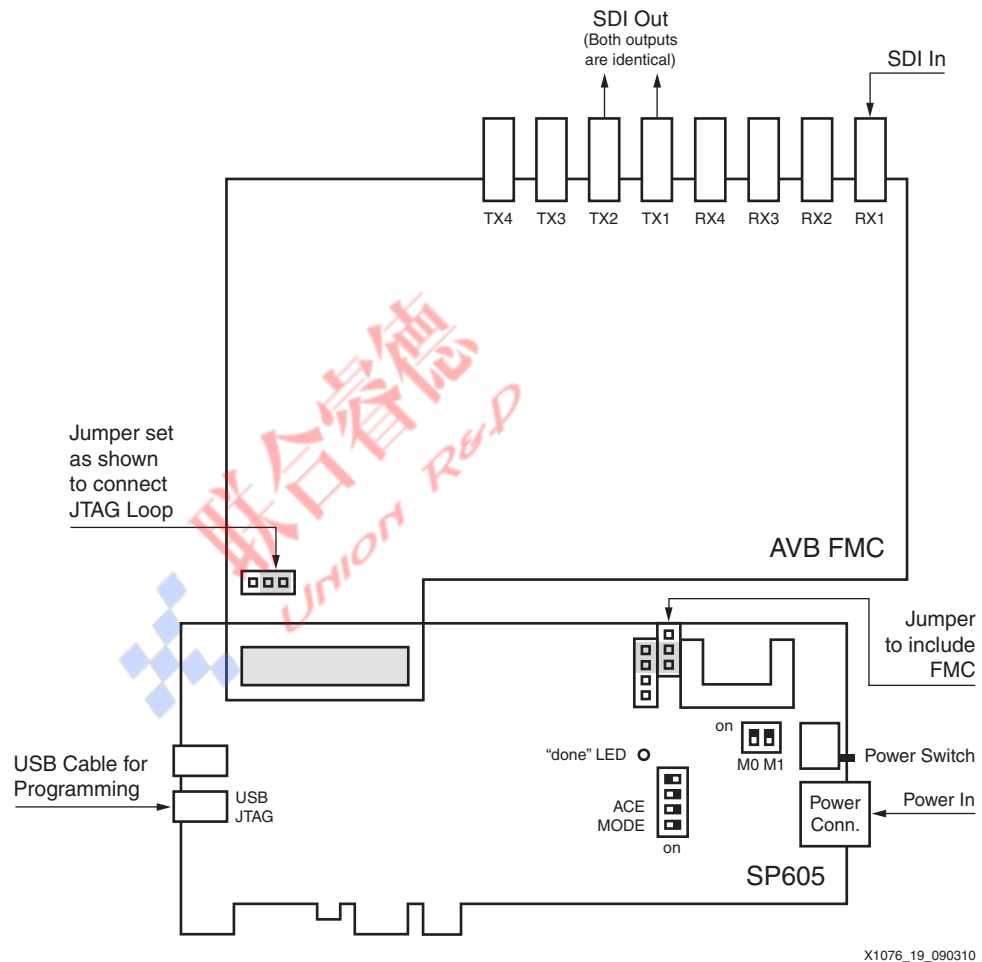 SDI Out
(Both outputs
are identical)
SDI In
TX4 TX3 TX2 TX1 RX4 RX3 RX2 RX1
联合睿德
UNION R&D
Jumper set
as shown
to connect
JTAG Loop
AVB FMC
Jumper
to include
FMC
on
M0 M1
"done" LED
Power Switch
USB Cable for
Programming
USB
JTAG
ACE
MODE
on
Power
Conn.
Power In
SP605
X1076_19_090310